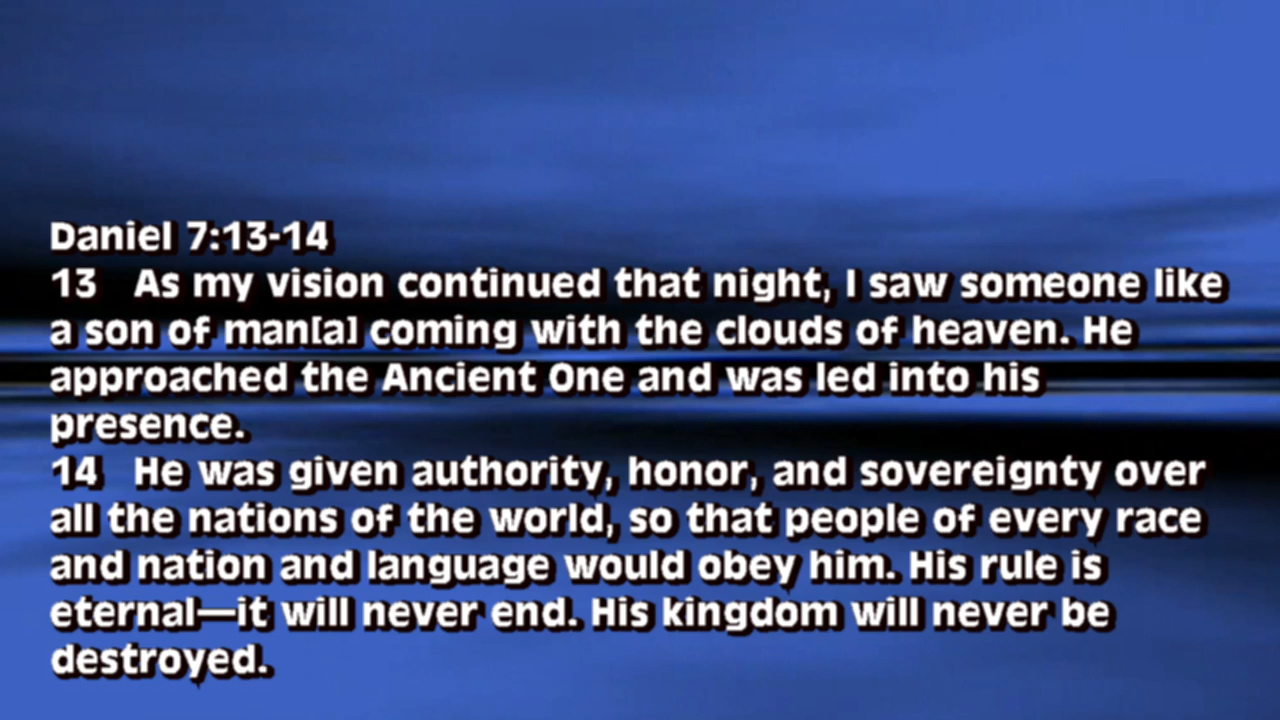 Daniel 7:13-14
13 As my vision continued that night, I saw someone like
a son of man[a] coming with the clouds of heaven. He
approached the Ancient One and was led into his
presence.
14 He was given authority, honor, and sovereignty over
all the nations of the world, so that people of every race
and nation and language would obey him. His rule is
eternal—it will never end. His kingdom will never be
destroyed.